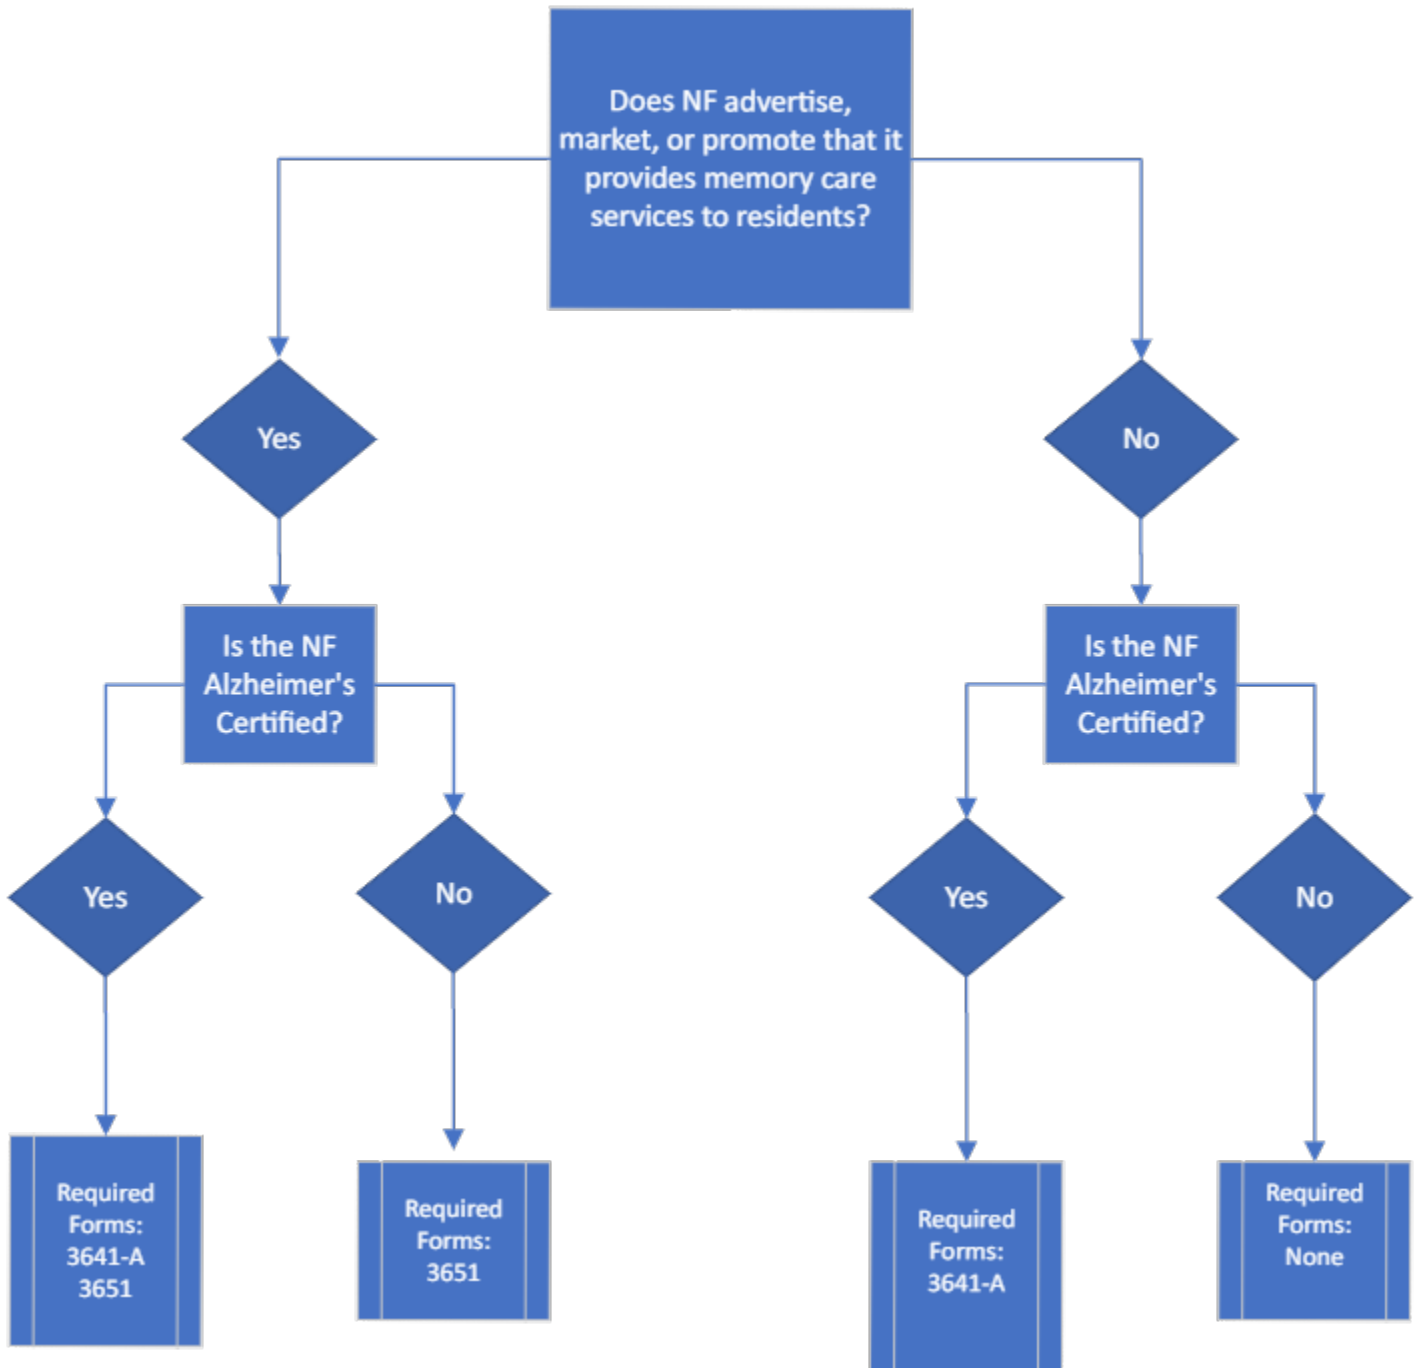 Does NF advertise,
market, or promote that it
provides memory care
services to residents?
Yes
No
Is the NF
Alzheimer's
Certified?
Is the NF
Alzheimer's
Certified?
Yes
No
Yes
No
Required
Forms:
3641-A
3651
Required
Forms:
3651
Required
Forms:
3641-A
Required
Forms:
None